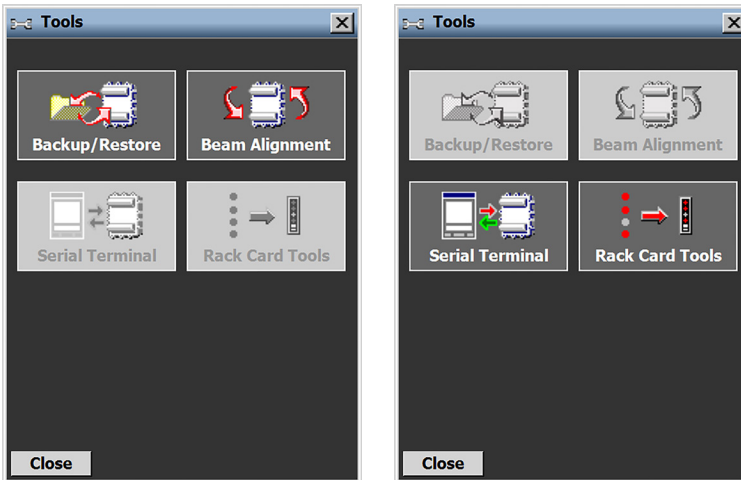 Tools
Backup/Restore
Beam Alignment
Serial Terminal
Rack Card Tools
Close
Tools
Backup/Restore
Beam Alignment
Serial Terminal
Rack Card Tools
Close